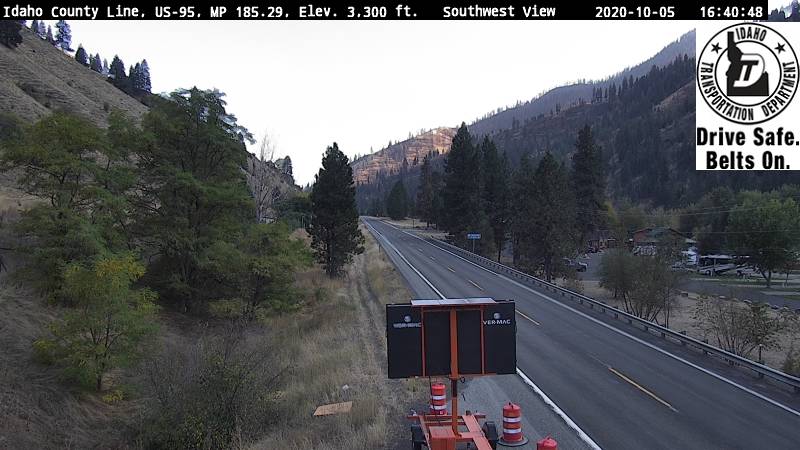 Idaho County Line, US-95, MP 185.29, Elev. 3,300 ft. Southwest View 2020-10-05 16:40:48
IDAHO
TRANSPORTATION DEPARTMENT
Drive Safe.
Belts On.
VER-MAC VER-MAC